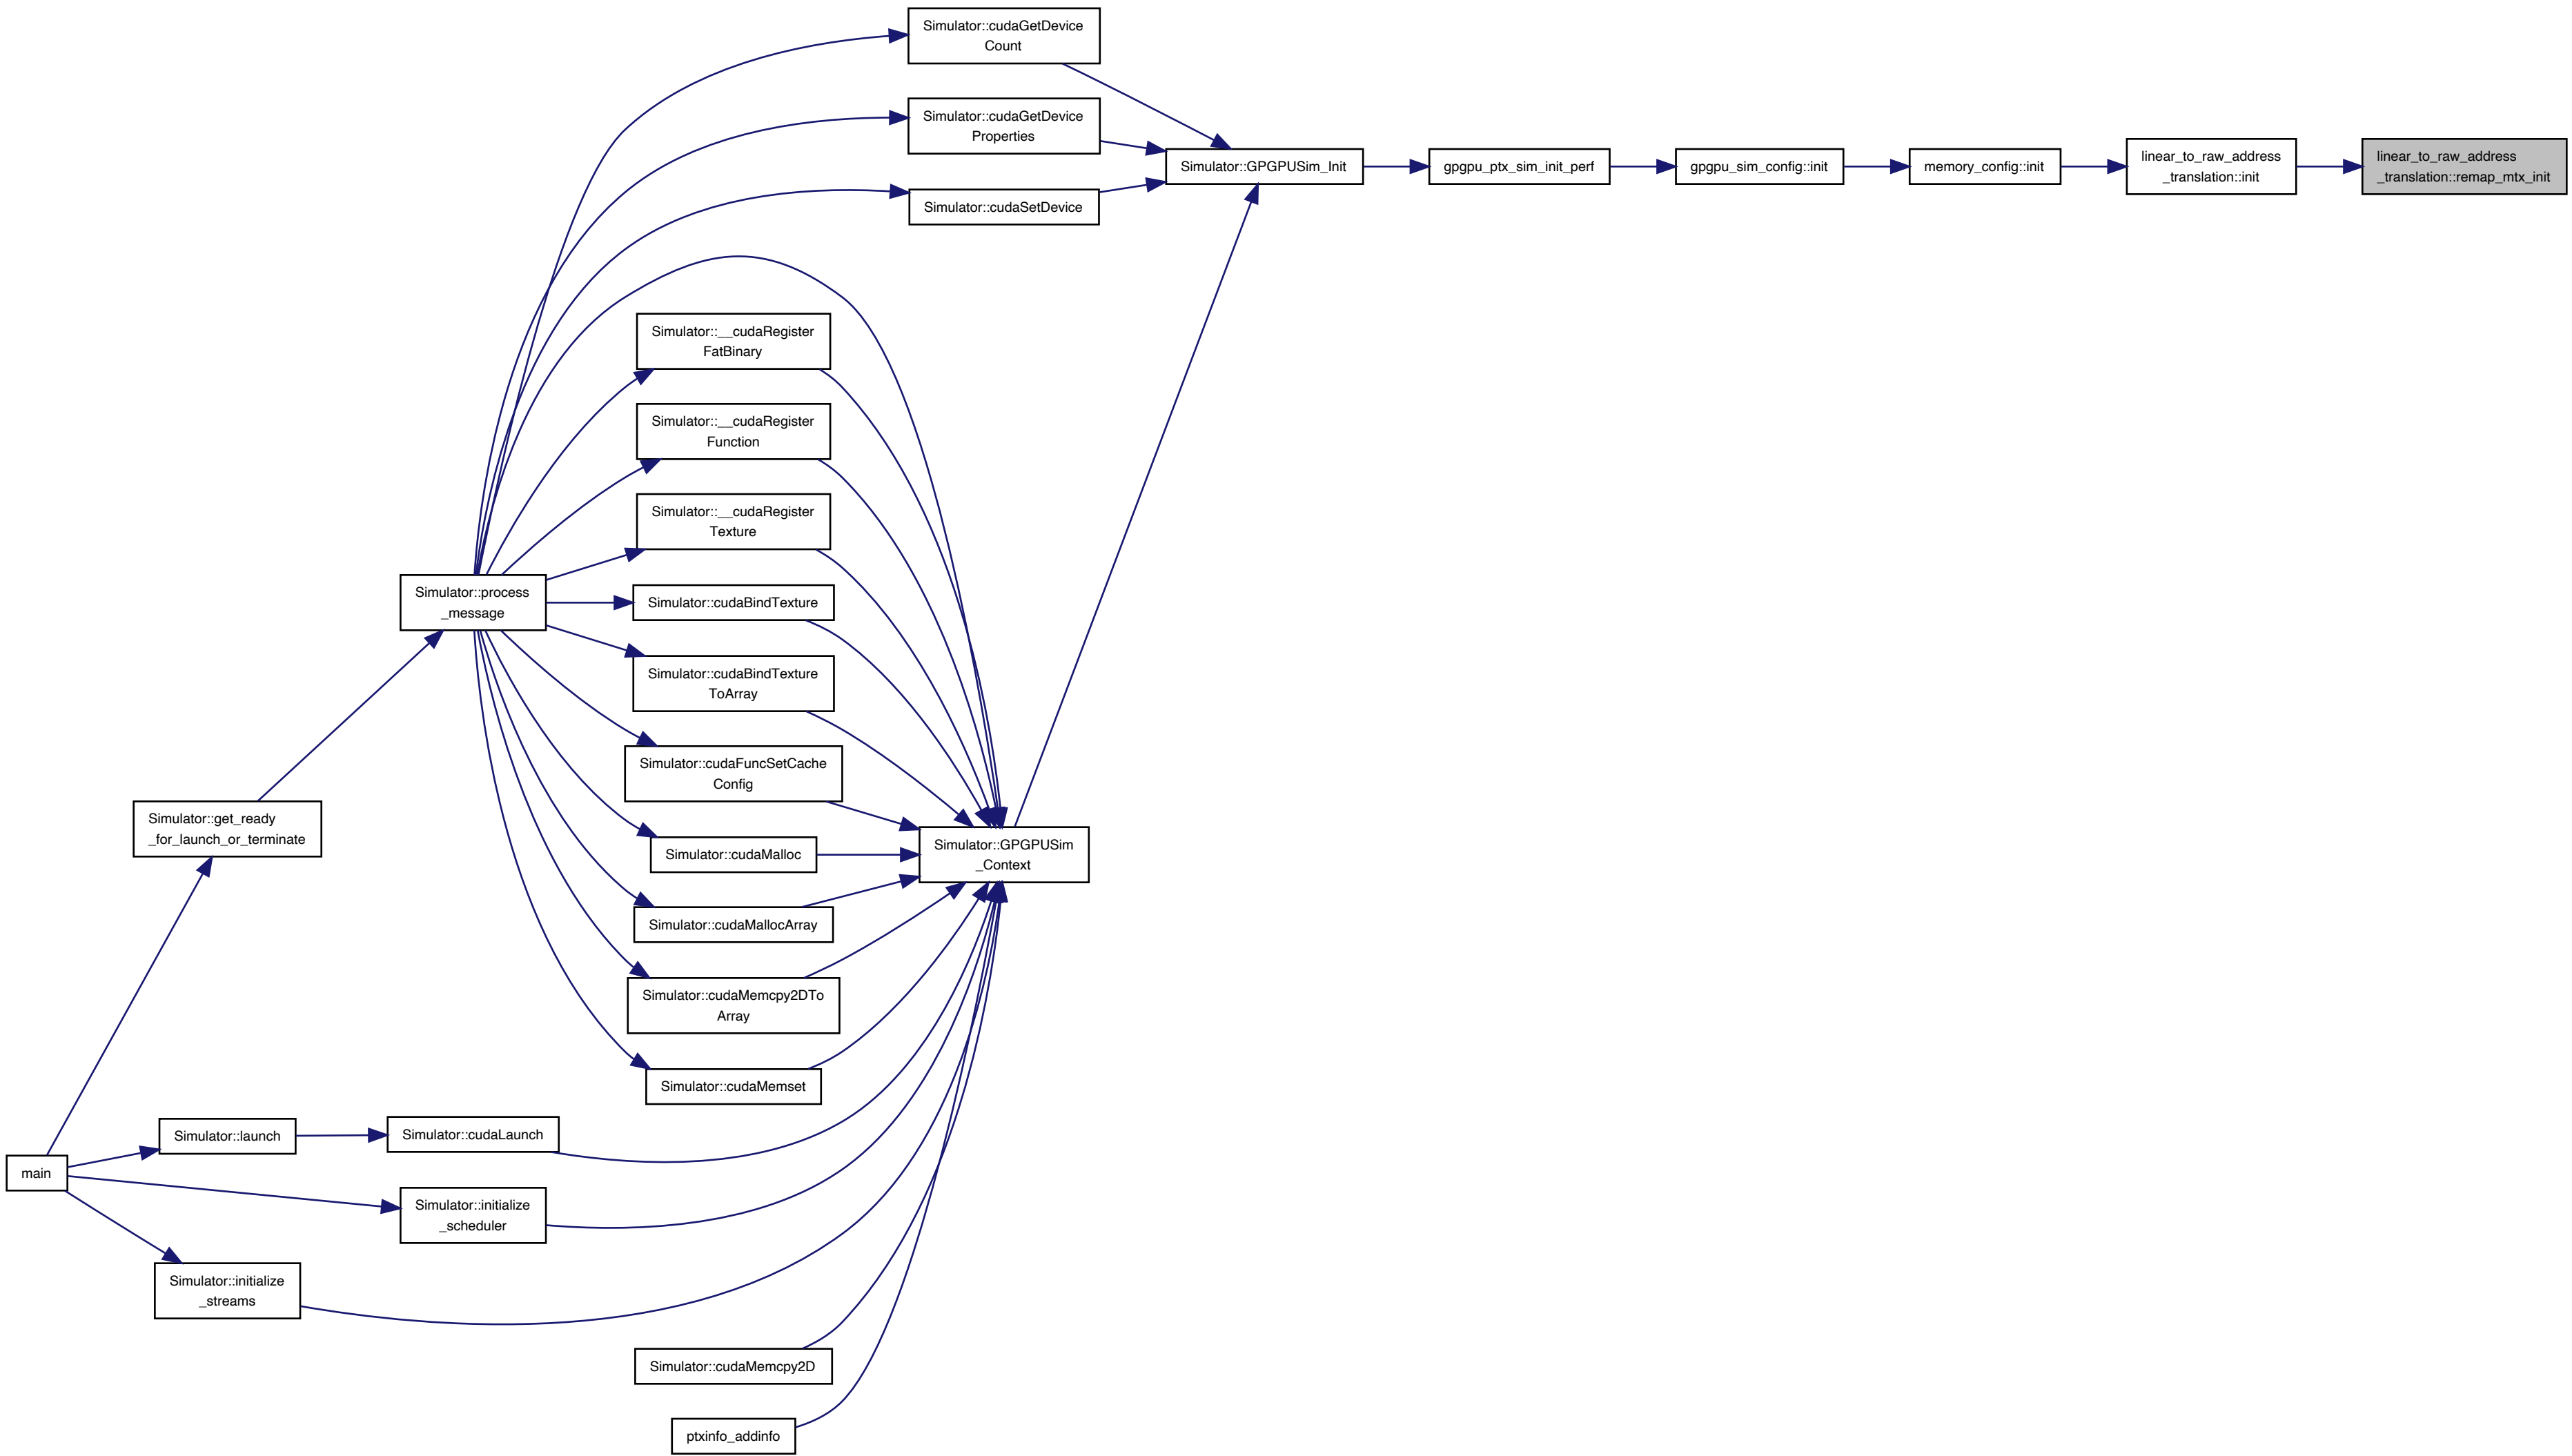 Simulator::cudaGetDevice
Count
Simulator::cudaGetDevice
Properties
Simulator::GPGPUSim_Init
gpgpu_ptx_sim_init_perf
gpgpu_sim_config::init
memory_config::init
linear_to_raw_address
_translation::init
linear_to_raw_address
_translation::remap_mtx_init
Simulator::cudaSetDevice
Simulator::__cudaRegister
FatBinary
Simulator::__cudaRegister
Function
Simulator::__cudaRegister
Texture
Simulator::process
_message
Simulator::cudaBindTexture
Simulator::cudaBindTexture
ToArray
Simulator::cudaFuncSetCache
Config
Simulator::get_ready
_for_launch_or_terminate
Simulator::cudaMalloc
Simulator::GPGPUSim
_Context
Simulator::cudaMallocArray
Simulator::cudaMemcpy2DTo
Array
Simulator::cudaMemset
Simulator::launch
Simulator::cudaLaunch
main
Simulator::initialize
_scheduler
Simulator::initialize
_streams
Simulator::cudaMemcpy2D
ptxinfo_addinfo